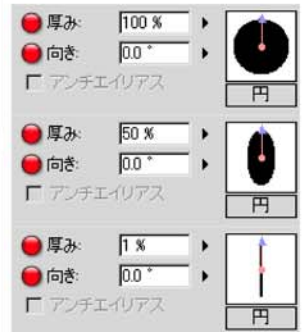 厚み: 100 %
向き: 0.0 °
アンチエイリアス
円
厚み: 50 %
向き: 0.0 °
アンチエイリアス
円
厚み: 1 %
向き: 0.0 °
アンチエイリアス
円